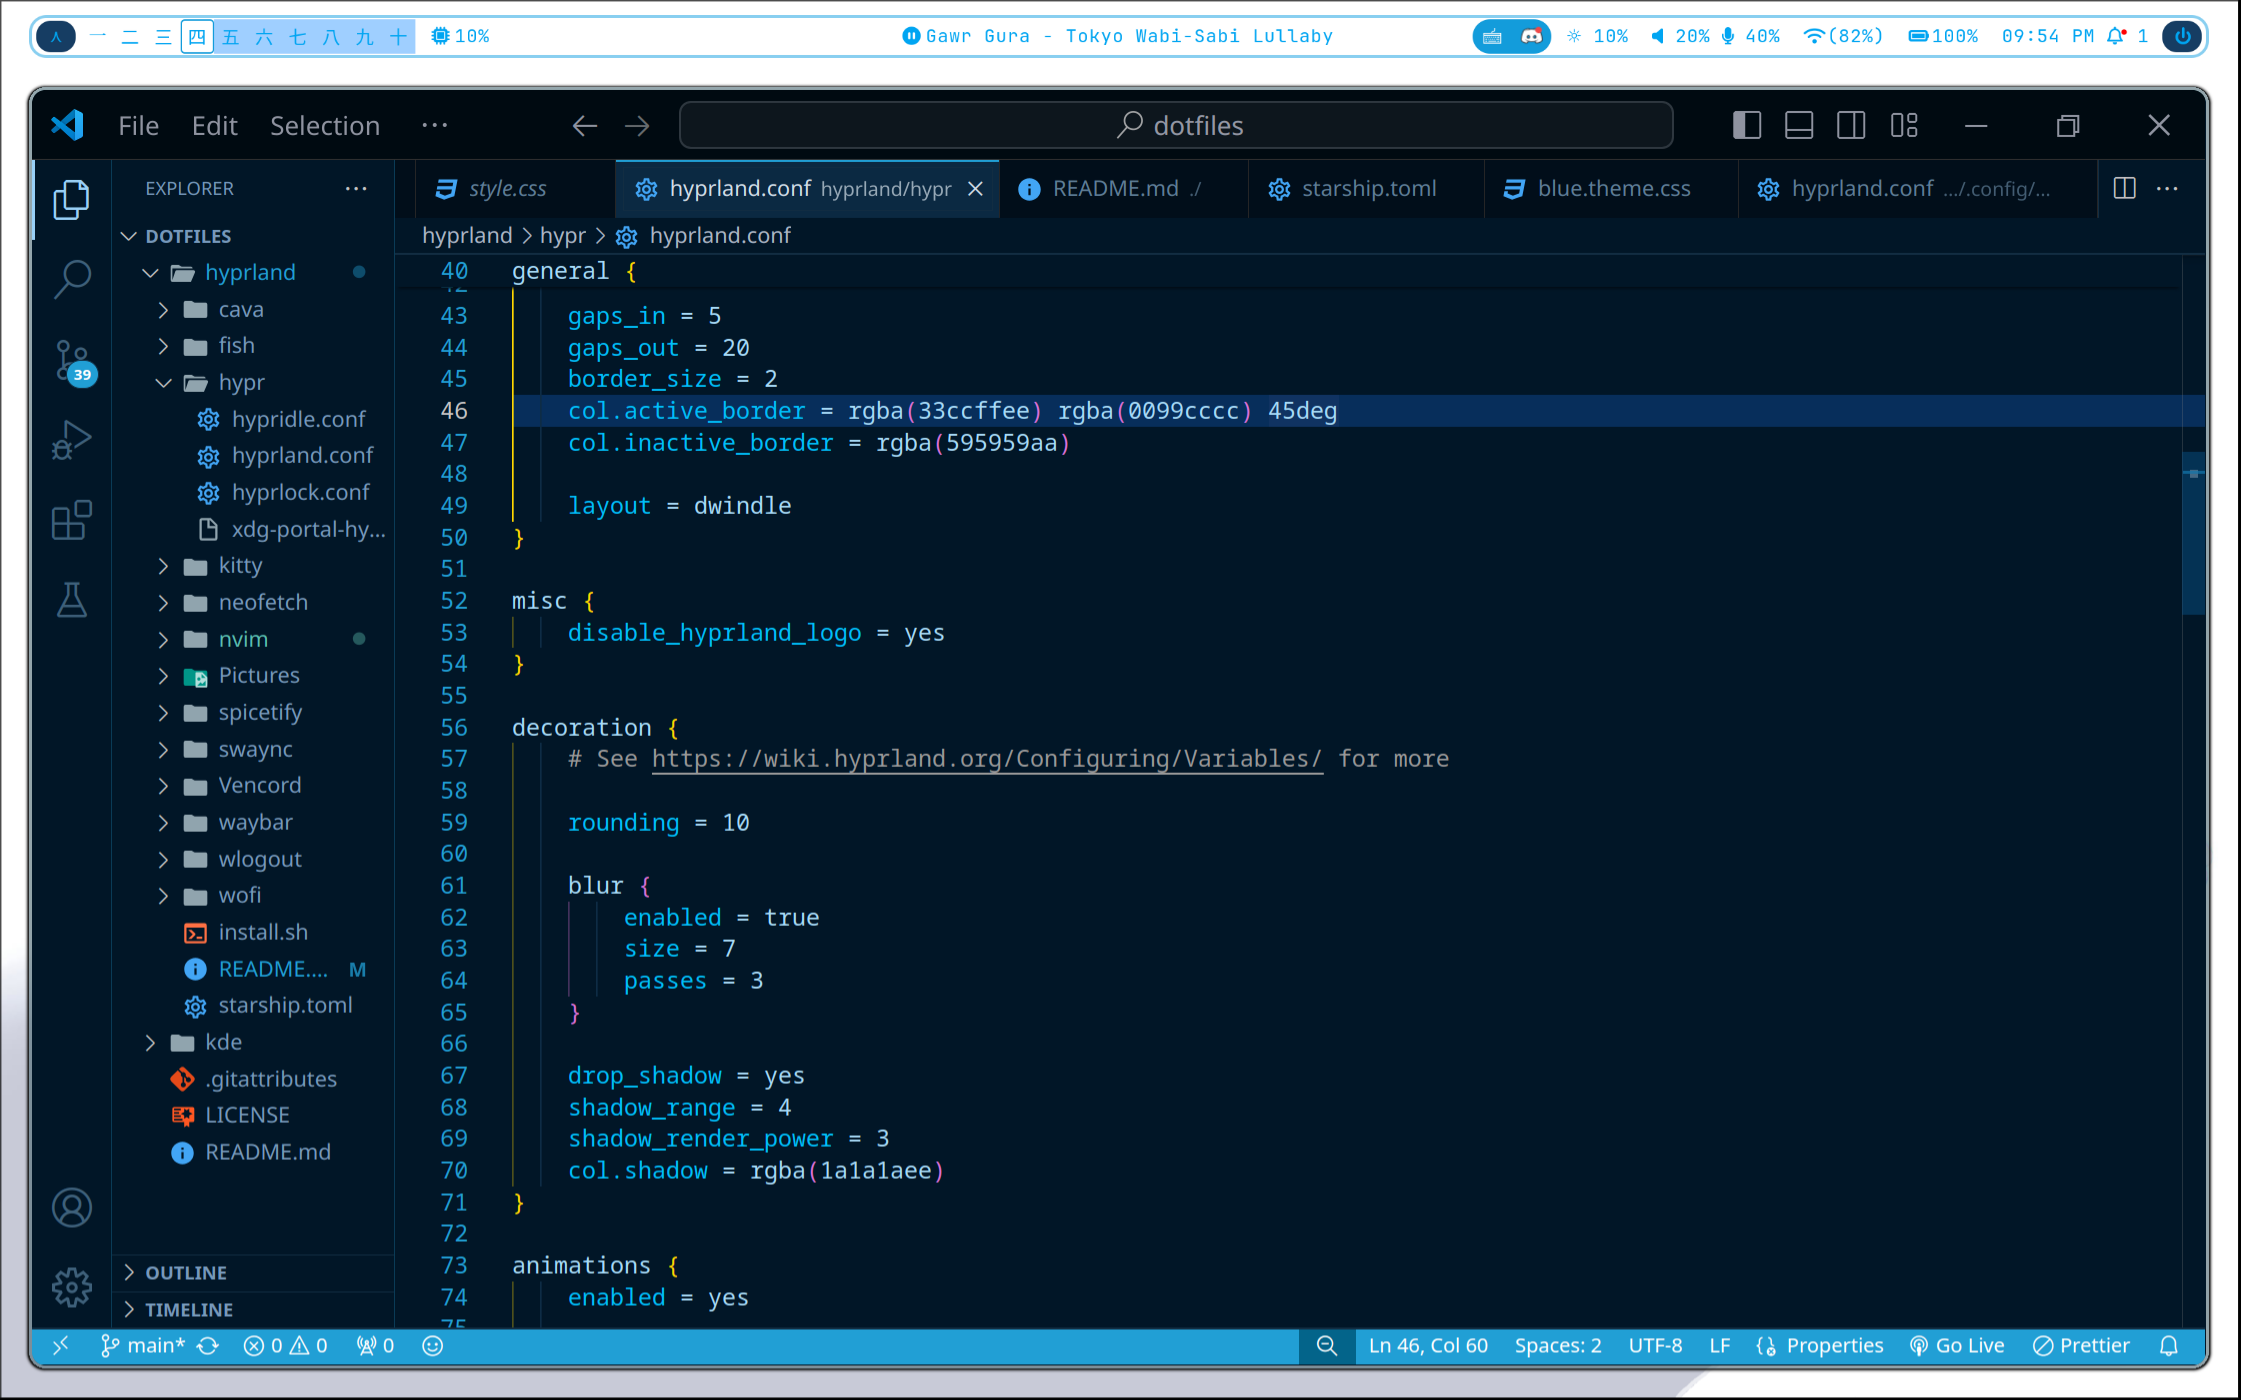 一 二 三 四 五 六 七 八 九 十 10%
Gawr Gura - Tokyo Wabi-Sabi Lullaby
10% 20% 40% (82%) 100% 09:54 PM 1
File Edit Selection ···
dotfiles
EXPLORER ···
DOTFILES
hyprland
cava
fish
hypr
hypridle.conf
hyprland.conf
hyprlock.conf
xdg-portal-hy...
kitty
neofetch
nvim
Pictures
spicetify
swaync
Vencord
waybar
wlogout
wofi
install.sh
README.... M
starship.toml
kde
.gitattributes
LICENSE
README.md
OUTLINE
TIMELINE
39
style.css hyprland.conf hyprland/hypr README.md ./ starship.toml blue.theme.css hyprland.conf .../.config/... ···
hyprland > hypr > hyprland.conf
40 general {
42
43 gaps_in = 5
44 gaps_out = 20
45 border_size = 2
46 col.active_border = rgba(33ccffee) rgba(0099cccc) 45deg
47 col.inactive_border = rgba(595959aa)
48
49 layout = dwindle
50 }
51
52 misc {
53 disable_hyprland_logo = yes
54 }
55
56 decoration {
57 # See https://wiki.hyprland.org/Configuring/Variables/ for more
58
59 rounding = 10
60
61 blur {
62 enabled = true
63 size = 7
64 passes = 3
65 }
66
67 drop_shadow = yes
68 shadow_range = 4
69 shadow_render_power = 3
70 col.shadow = rgba(1a1a1aee)
71 }
72
73 animations {
74 enabled = yes
75
main* 0 0 0 Ln 46, Col 60 Spaces: 2 UTF-8 LF Properties Go Live Prettier